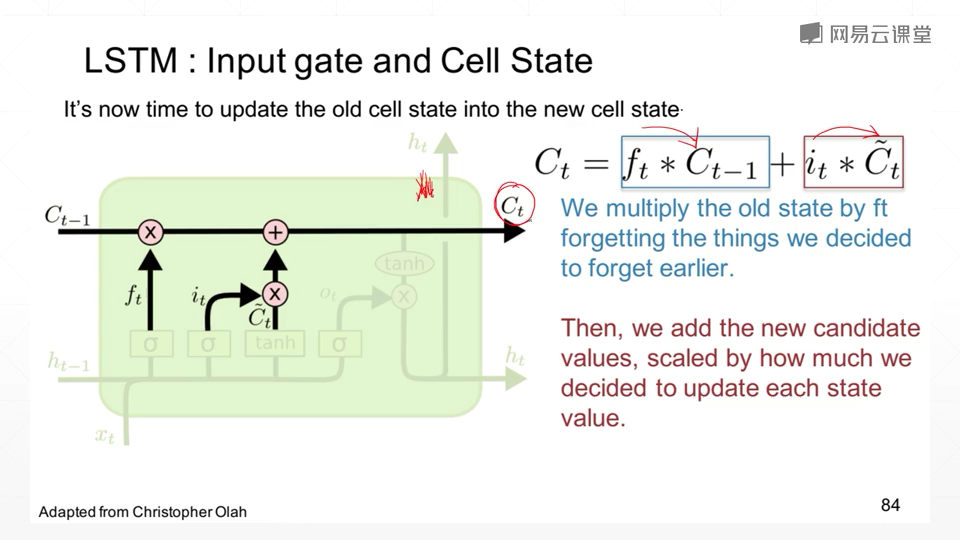 网易云课堂
LSTM : Input gate and Cell State
It's now time to update the old cell state into the new cell state.
h_t
C_t = f_t * C_{t-1} + i_t * C̃_t
C_{t-1}
C_t
x
+
We multiply the old state by ft
forgetting the things we decided
to forget earlier.
tanh
f_t
i_t
x
o_t
x
C̃_t
Then, we add the new candidate
values, scaled by how much we
decided to update each state
value.
σ
σ
tanh
σ
h_{t-1}
h_t
x_t
Adapted from Christopher Olah
84